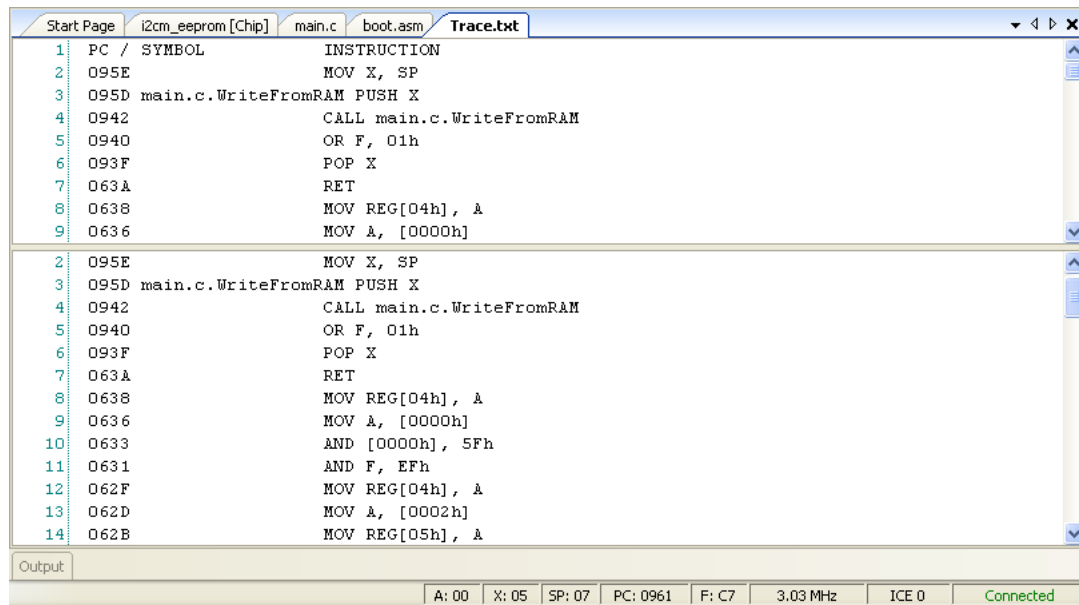 Start Page i2cm_eeprom [Chip] main.c boot.asm Trace.txt
1 PC / SYMBOL INSTRUCTION
2 095E MOV X, SP
3 095D main.c.WriteFromRAM PUSH X
4 0942 CALL main.c.WriteFromRAM
5 0940 OR F, 01h
6 093F POP X
7 063A RET
8 0638 MOV REG[04h], A
9 0636 MOV A, [0000h]
2 095E MOV X, SP
3 095D main.c.WriteFromRAM PUSH X
4 0942 CALL main.c.WriteFromRAM
5 0940 OR F, 01h
6 093F POP X
7 063A RET
8 0638 MOV REG[04h], A
9 0636 MOV A, [0000h]
10 0633 AND [0000h], 5Fh
11 0631 AND F, EFh
12 062F MOV REG[04h], A
13 062D MOV A, [0002h]
14 062B MOV REG[05h], A
Output
A: 00 X: 05 SP: 07 PC: 0961 F: C7 3.03 MHz ICE 0 Connected